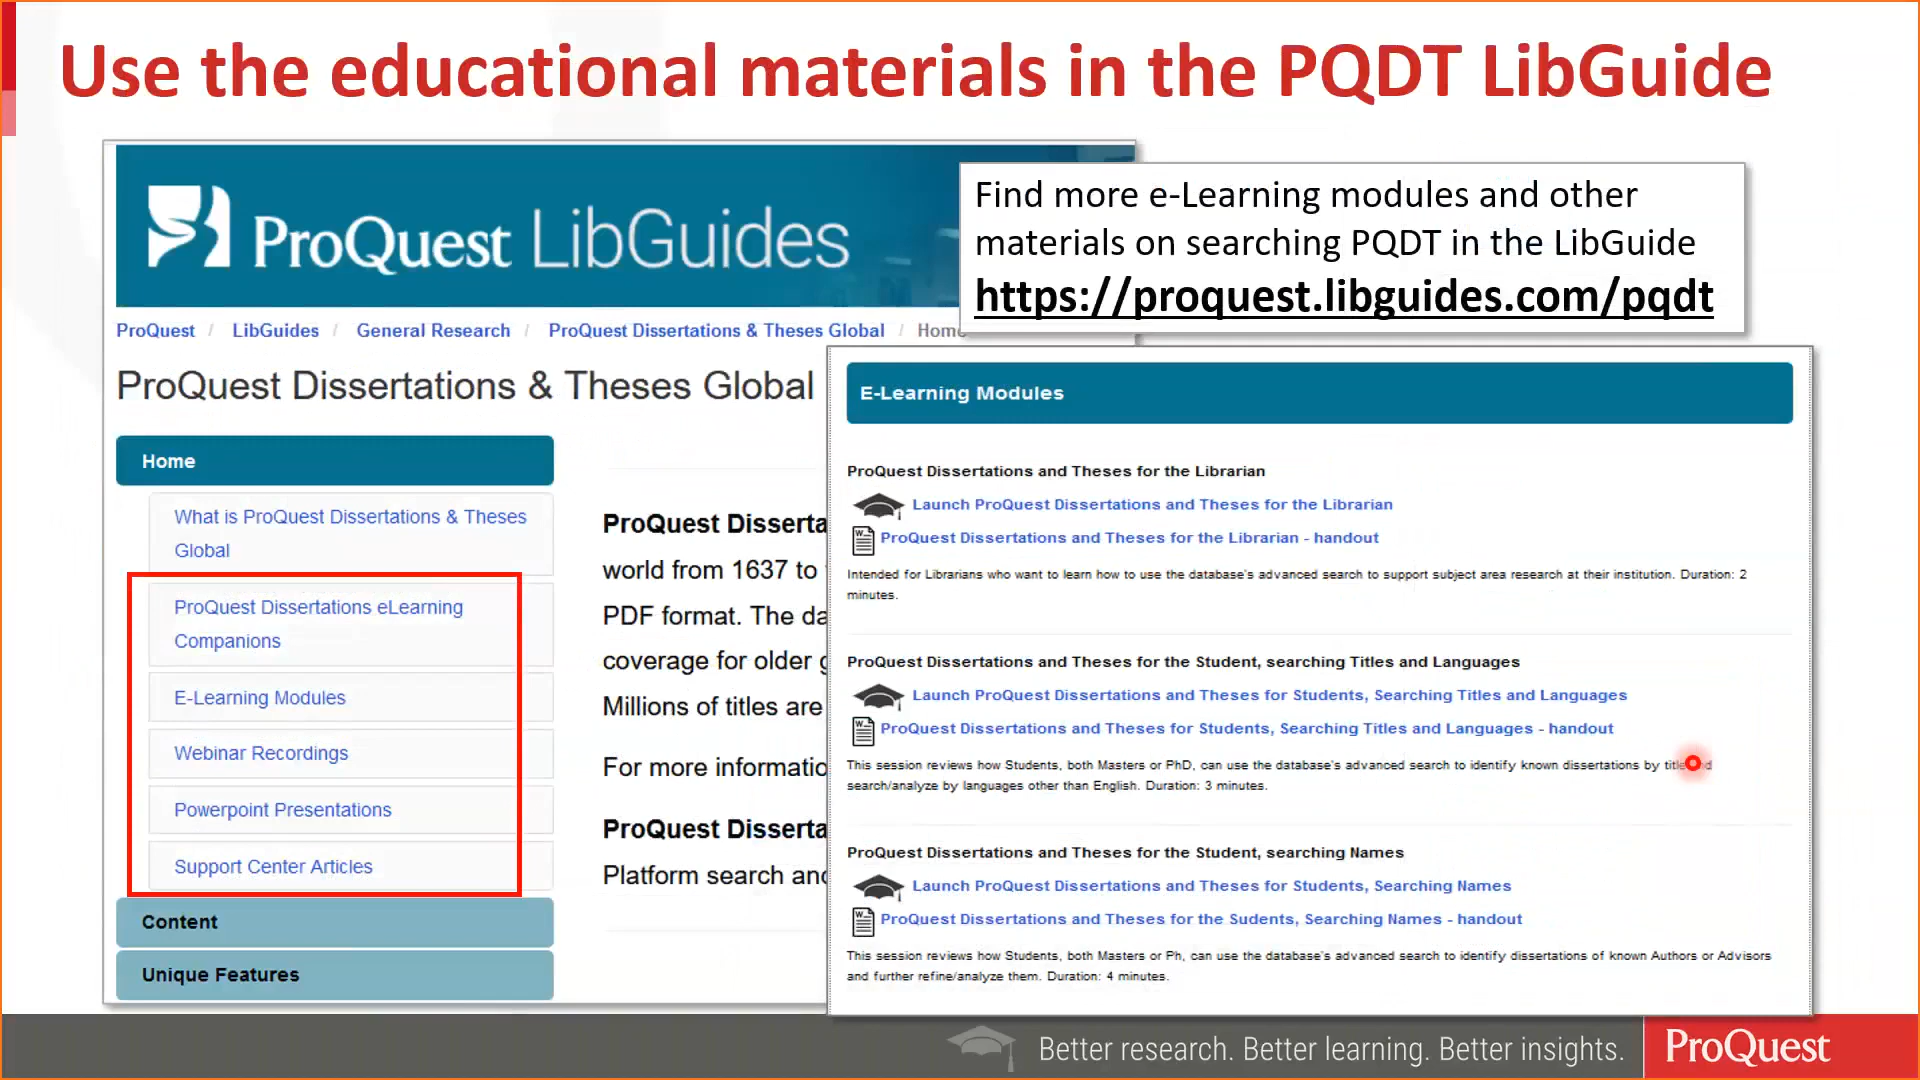 Use the educational materials in the PQDT LibGuide
ProQuest LibGuides
Find more e-Learning modules and other
materials on searching PQDT in the LibGuide
https://proquest.libguides.com/pqdt
ProQuest / LibGuides / General Research / ProQuest Dissertations & Theses Global / Home
ProQuest Dissertations & Theses Global
Home
What is ProQuest Dissertations & Theses
Global
ProQuest Dissertations eLearning
Companions
E-Learning Modules
Webinar Recordings
Powerpoint Presentations
Support Center Articles
Content
Unique Features
ProQuest
world from 1637 to
PDF format. The
coverage for older
Millions of titles are
For more
ProQuest
Platform search
E-Learning Modules
ProQuest Dissertations and Theses for the Librarian
Launch ProQuest Dissertations and Theses for the Librarian
ProQuest Dissertations and Theses for the Librarian - handout
Intended for Librarians who want to learn how to use the database's advanced search to support subject area research at their institution. Duration: 2
minutes.
ProQuest Dissertations and Theses for the Student, searching Titles and Languages
Launch ProQuest Dissertations and Theses for Students, Searching Titles and Languages
ProQuest Dissertations and Theses for Students, Searching Titles and Languages - handout
This session reviews how Students, both Masters or PhD, can use the database's advanced search to identify known dissertations by
search/analyze by languages other than English. Duration: 3 minutes.
ProQuest Dissertations and Theses for the Student, searching Names
Launch ProQuest Dissertations and Theses for Students, Searching Names
ProQuest Dissertations and Theses for the Sudents, Searching Names - handout
This session reviews how Students, both Masters or Ph, can use the database's advanced search to identify dissertations of known Authors or Advisors
and further refine/analyze them. Duration: 4 minutes.
Better research. Better learning. Better insights.
ProQuest